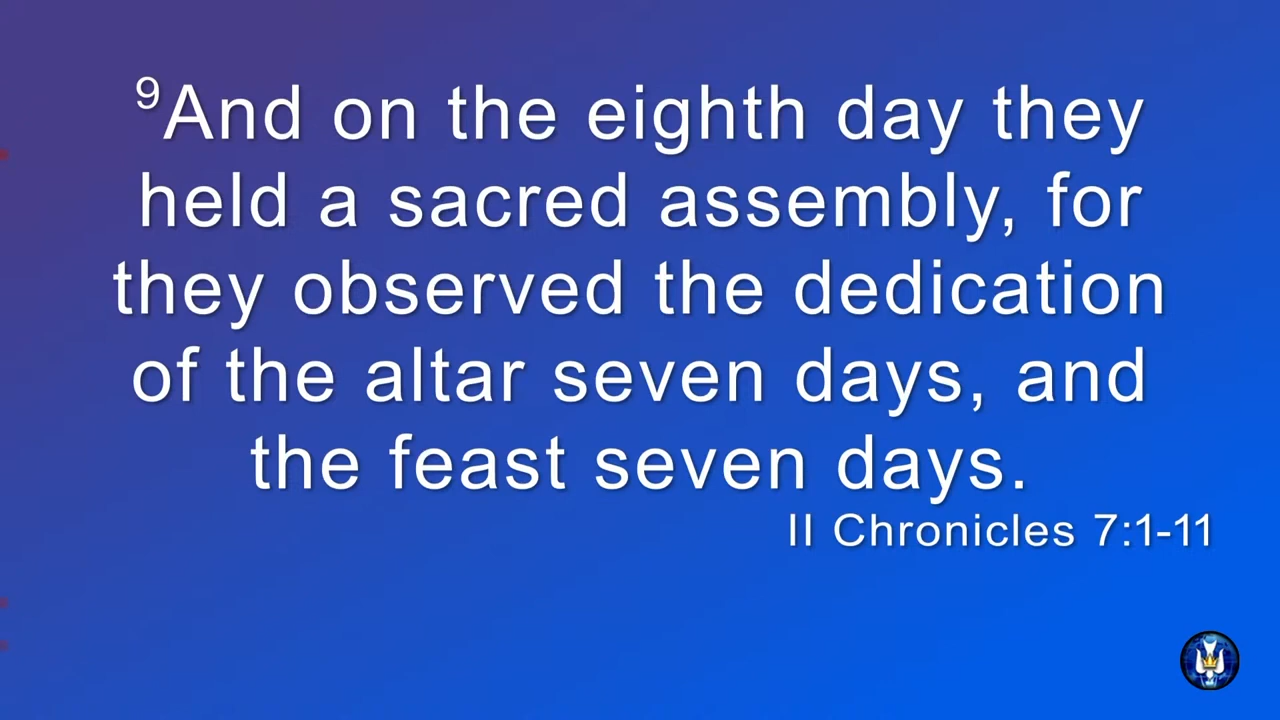 ⁹And on the eighth day they
held a sacred assembly, for
they observed the dedication
of the altar seven days, and
the feast seven days.
II Chronicles 7:1-11